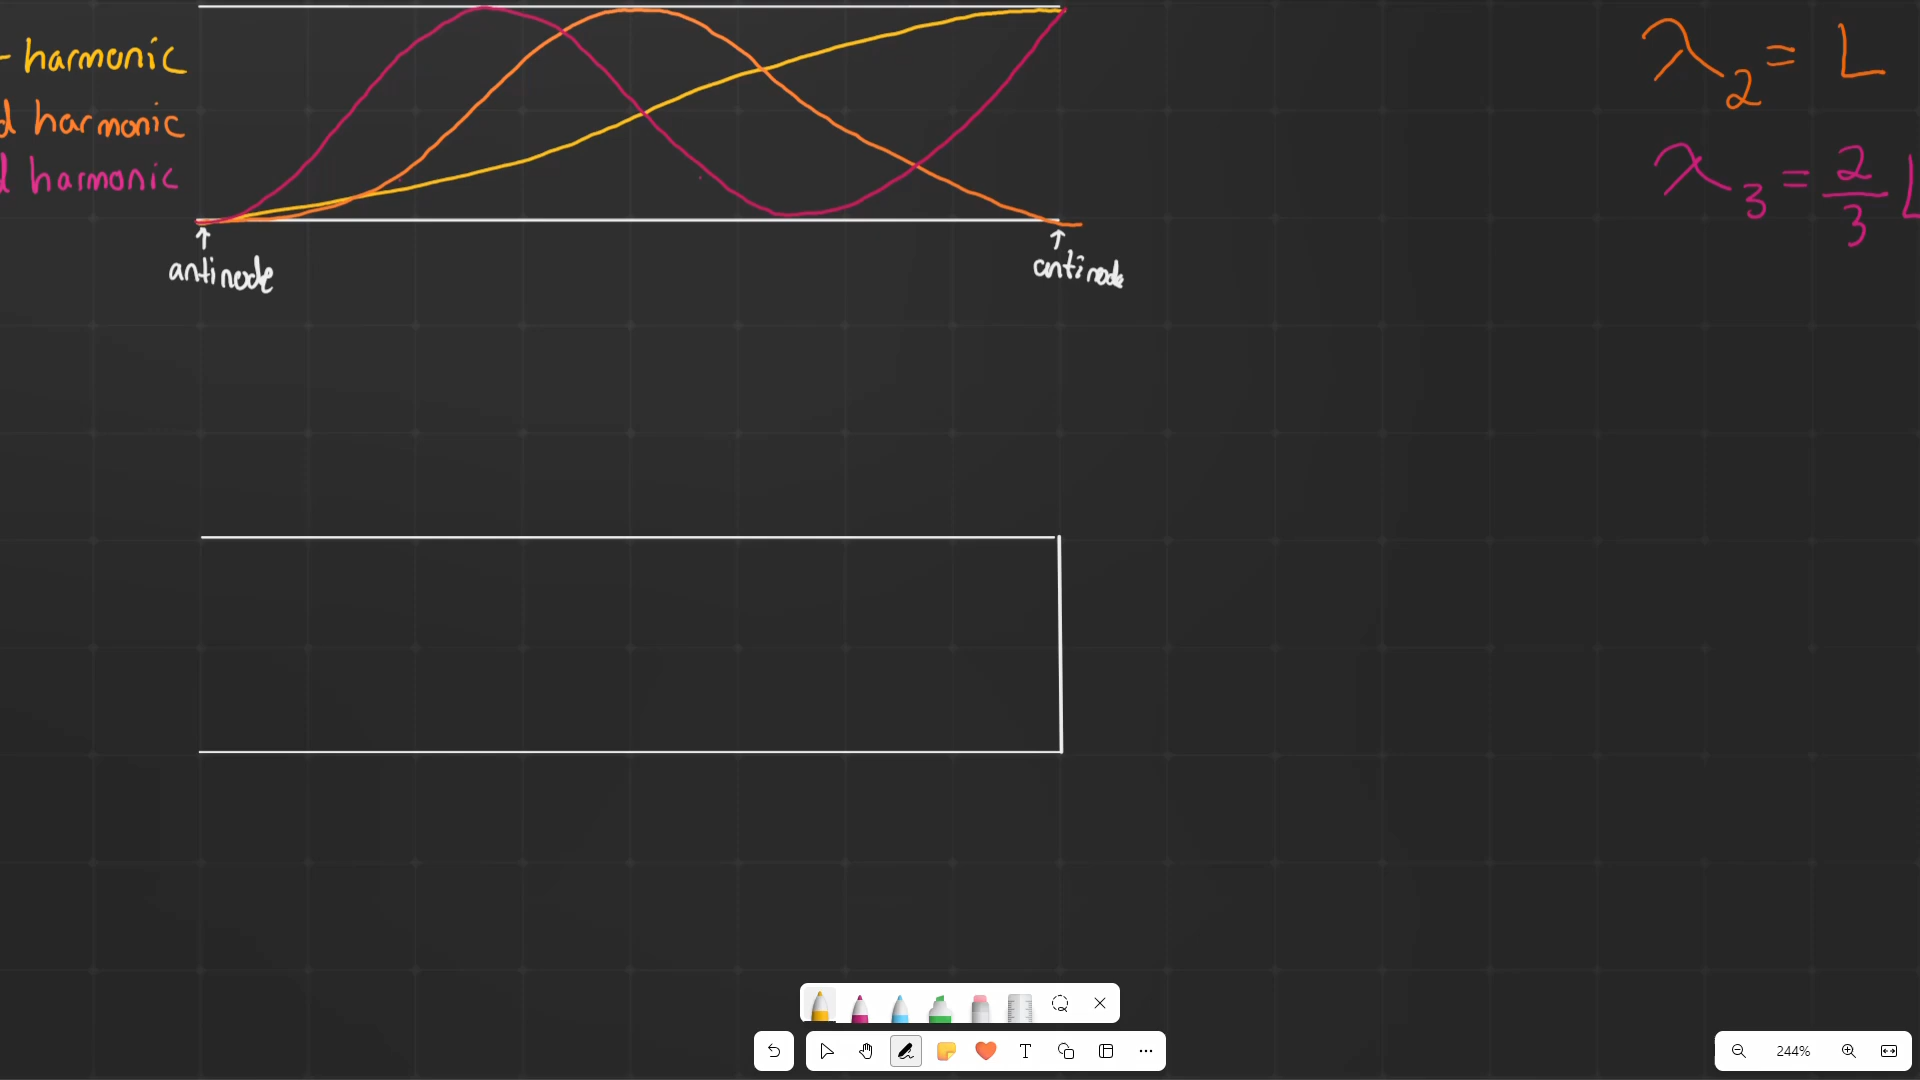 harmonic
harmonic
harmonic
antinode
antinode
λ₂ = L
λ₃ = 2/3 L
T
244%